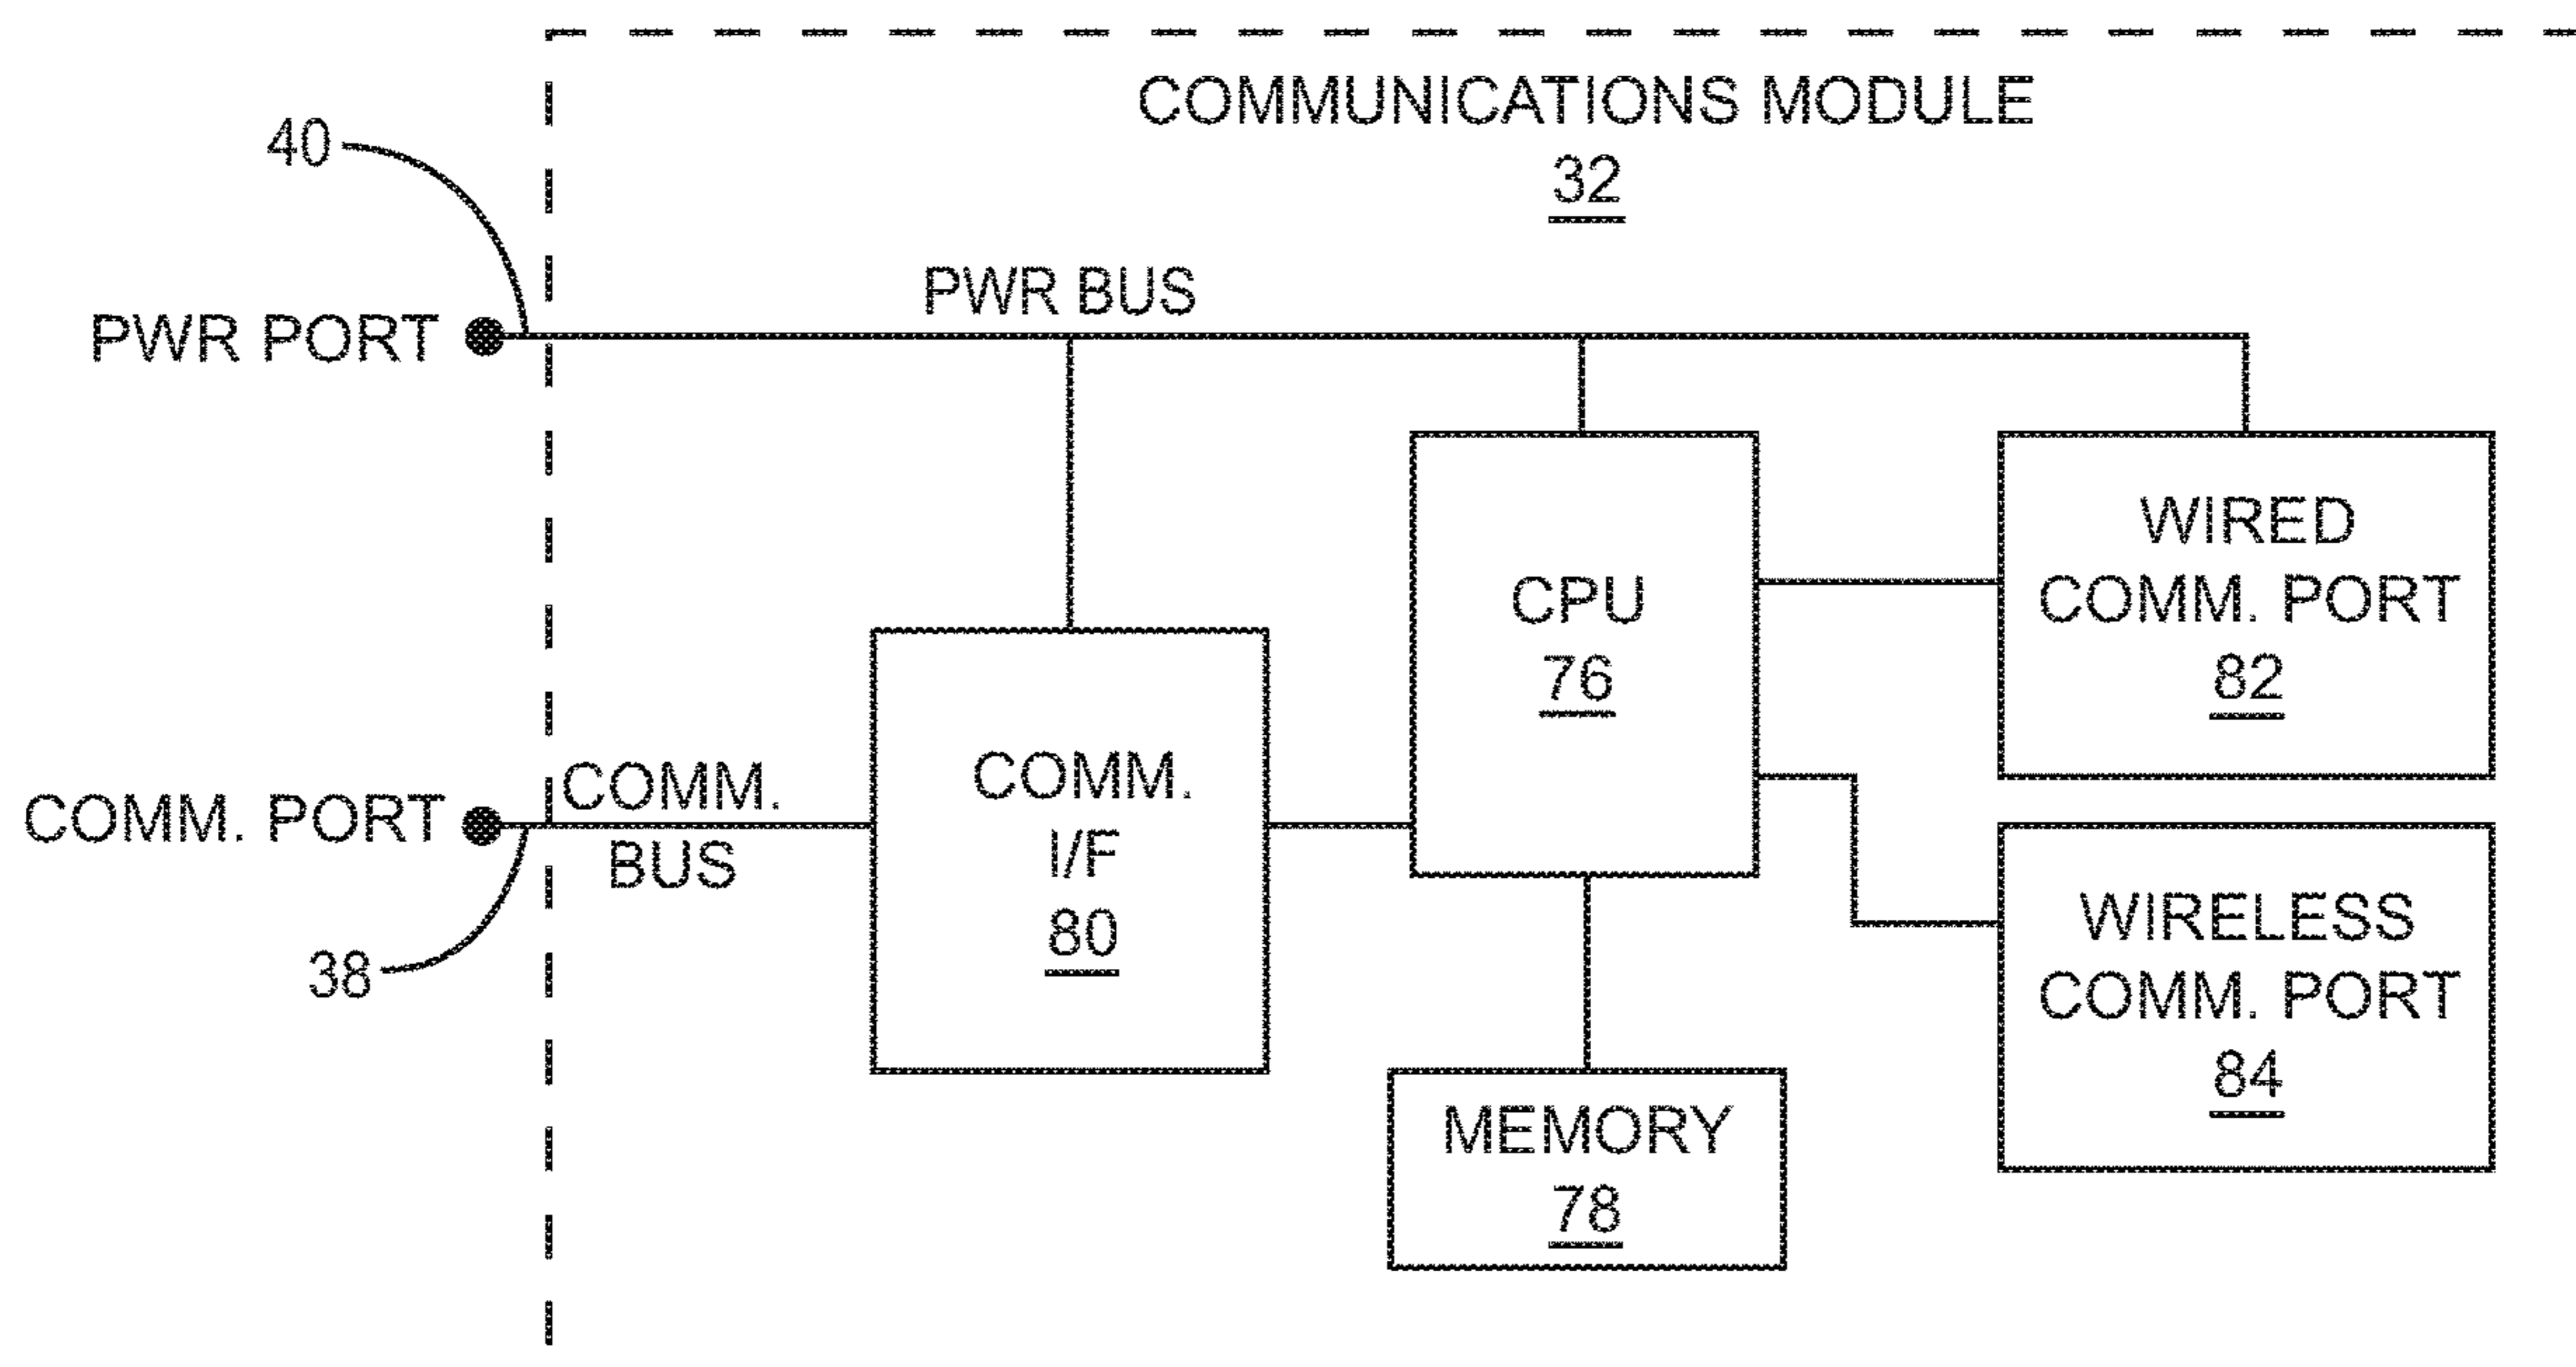 COMMUNICATIONS MODULE
32
40
PWR BUS
PWR PORT
WIRED
COMM. PORT
82
CPU
76
COMM. PORT
COMM.
BUS
38
COMM.
I/F
80
WIRELESS
COMM. PORT
84
MEMORY
78